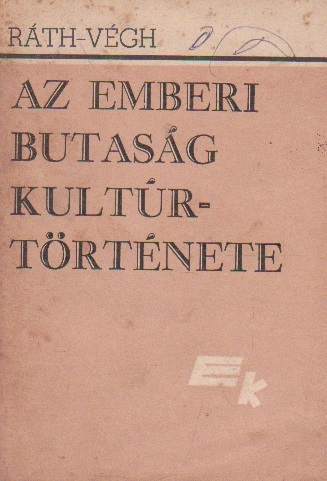 RÁTH-VÉGH
AZ EMBERI
BUTASÁG
KULTÚR-
TÖRTÉNETE
Ek